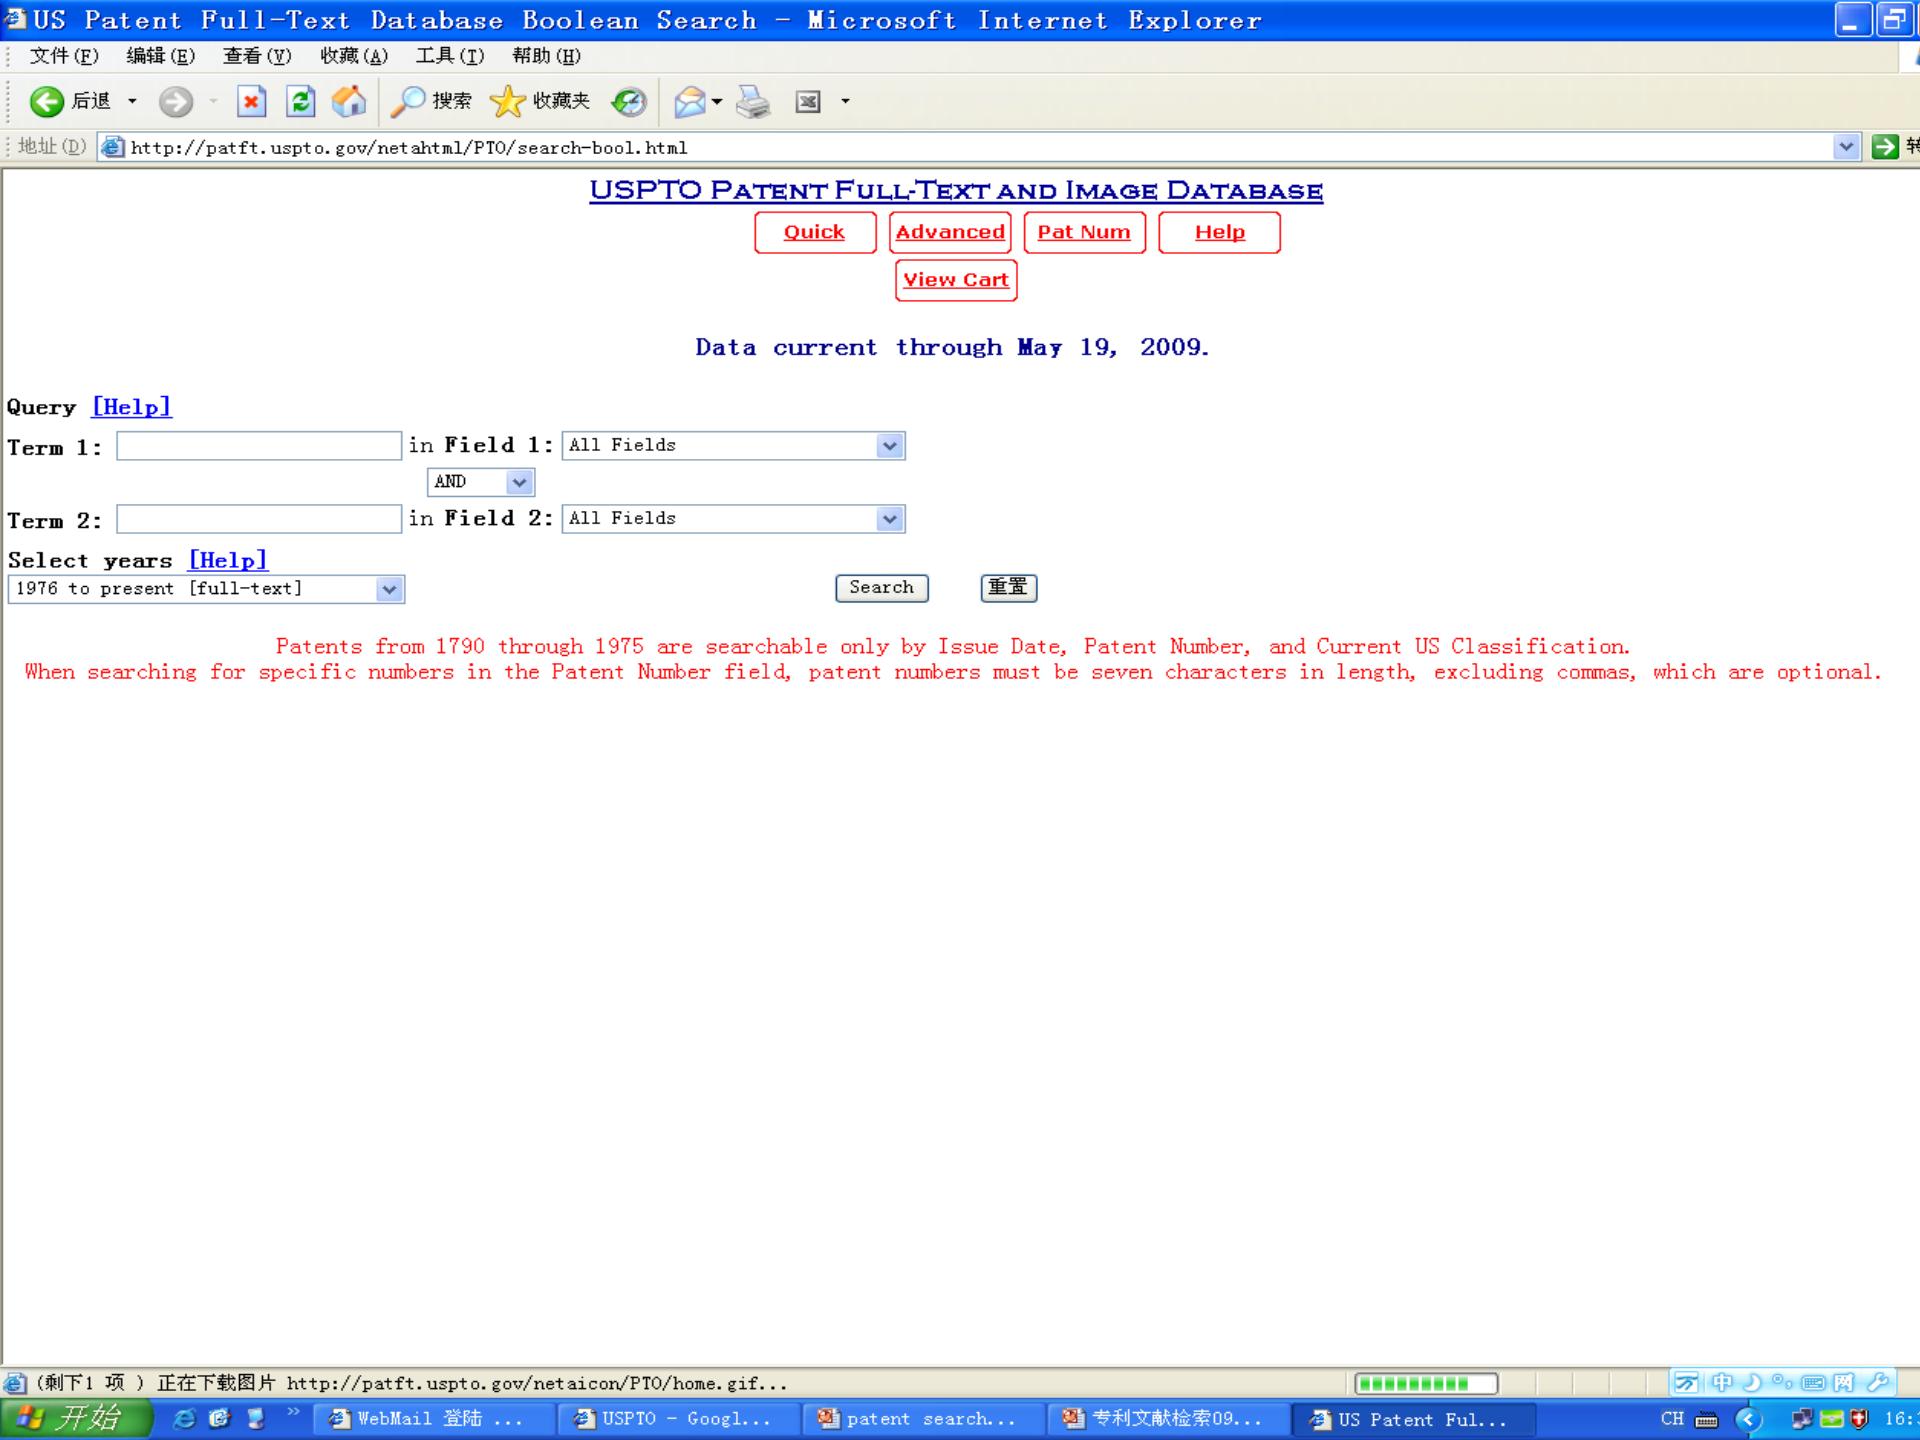 US Patent Full-Text Database Boolean Search - Microsoft Internet Explorer
文件(F) 编辑(E) 查看(V) 收藏(A) 工具(T) 帮助(H)
后退 搜索 收藏夹
地址(D) http://patft.uspto.gov/netahtml/PTO/search-bool.html
USPTO PATENT FULL-TEXT AND IMAGE DATABASE
Quick Advanced Pat Num Help
View Cart
Data current through May 19, 2009.
Query [Help]
Term 1: in Field 1: All Fields
AND
Term 2: in Field 2: All Fields
Select years [Help]
1976 to present [full-text] Search 重置
Patents from 1790 through 1975 are searchable only by Issue Date, Patent Number, and Current US Classification.
When searching for specific numbers in the Patent Number field, patent numbers must be seven characters in length, excluding commas, which are optional.
(剩下1 项 ) 正在下载图片 http://patft.uspto.gov/netaicon/PTO/home.gif... 中
开始 WebMail 登陆 ... USPTO - Googl... patent search... 专利文献检索09... US Patent Ful... CH 16: